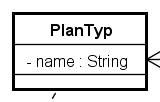 PlanTyp
- name : String